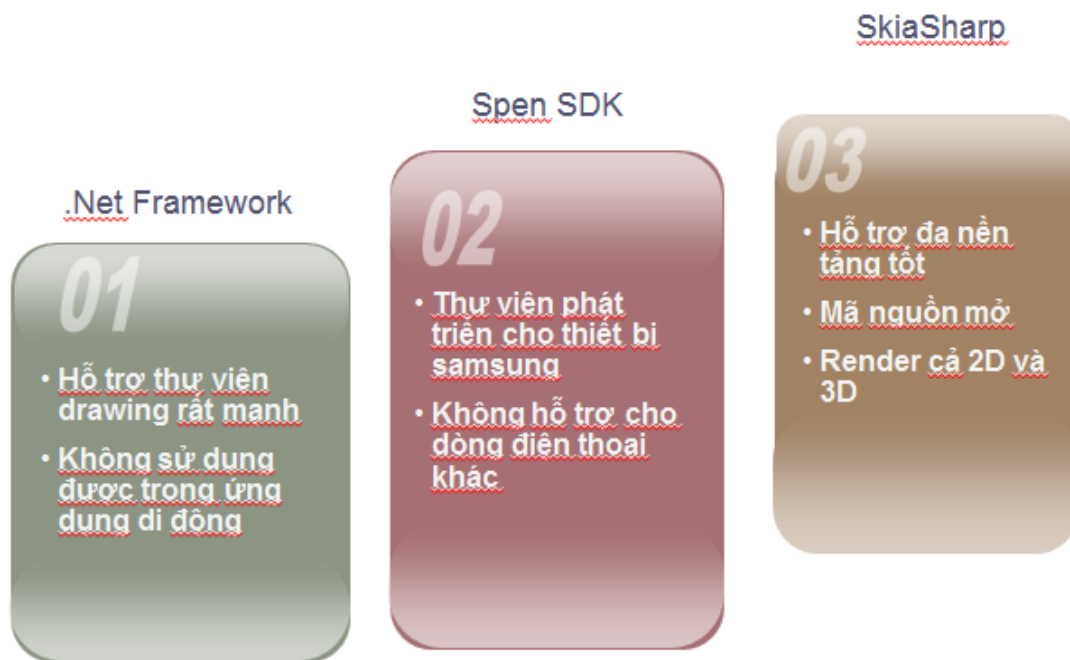 .Net Framework
01
• Hỗ trợ thư viện
drawing rất mạnh
• Không sử dụng
được trong ứng
dụng di động
Spen SDK
02
• Thư viện phát
triển cho thiết bị
samsung
• Không hỗ trợ cho
dòng điện thoại
khác
SkiaSharp
03
• Hỗ trợ đa nền
tảng tốt
• Mã nguồn mở
• Render cả 2D và
3D